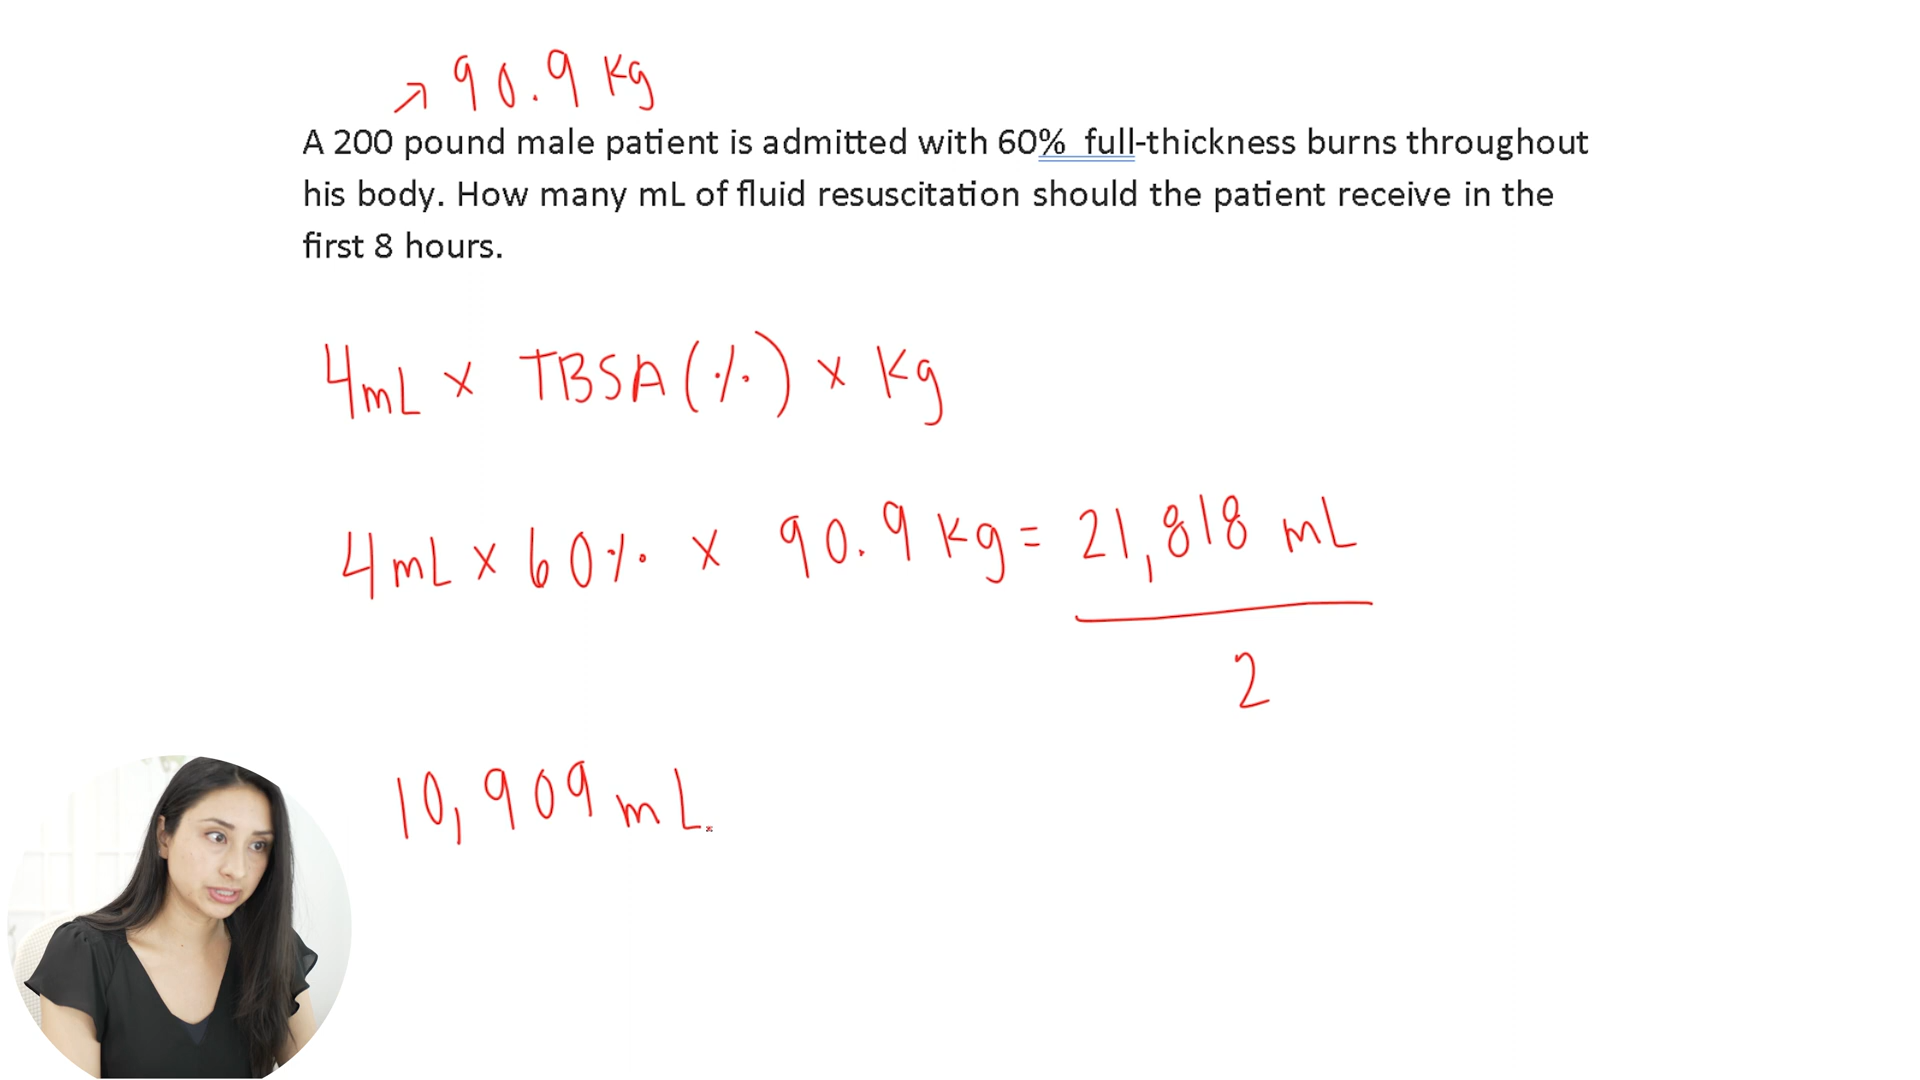 → 90.9 kg
A 200 pound male patient is admitted with 60% full-thickness burns throughout
his body. How many mL of fluid resuscitation should the patient receive in the
first 8 hours.
4mL x TBSA (%) x kg
4mL x 60% x 90.9 kg = 21,818 mL
2
10,909 mL